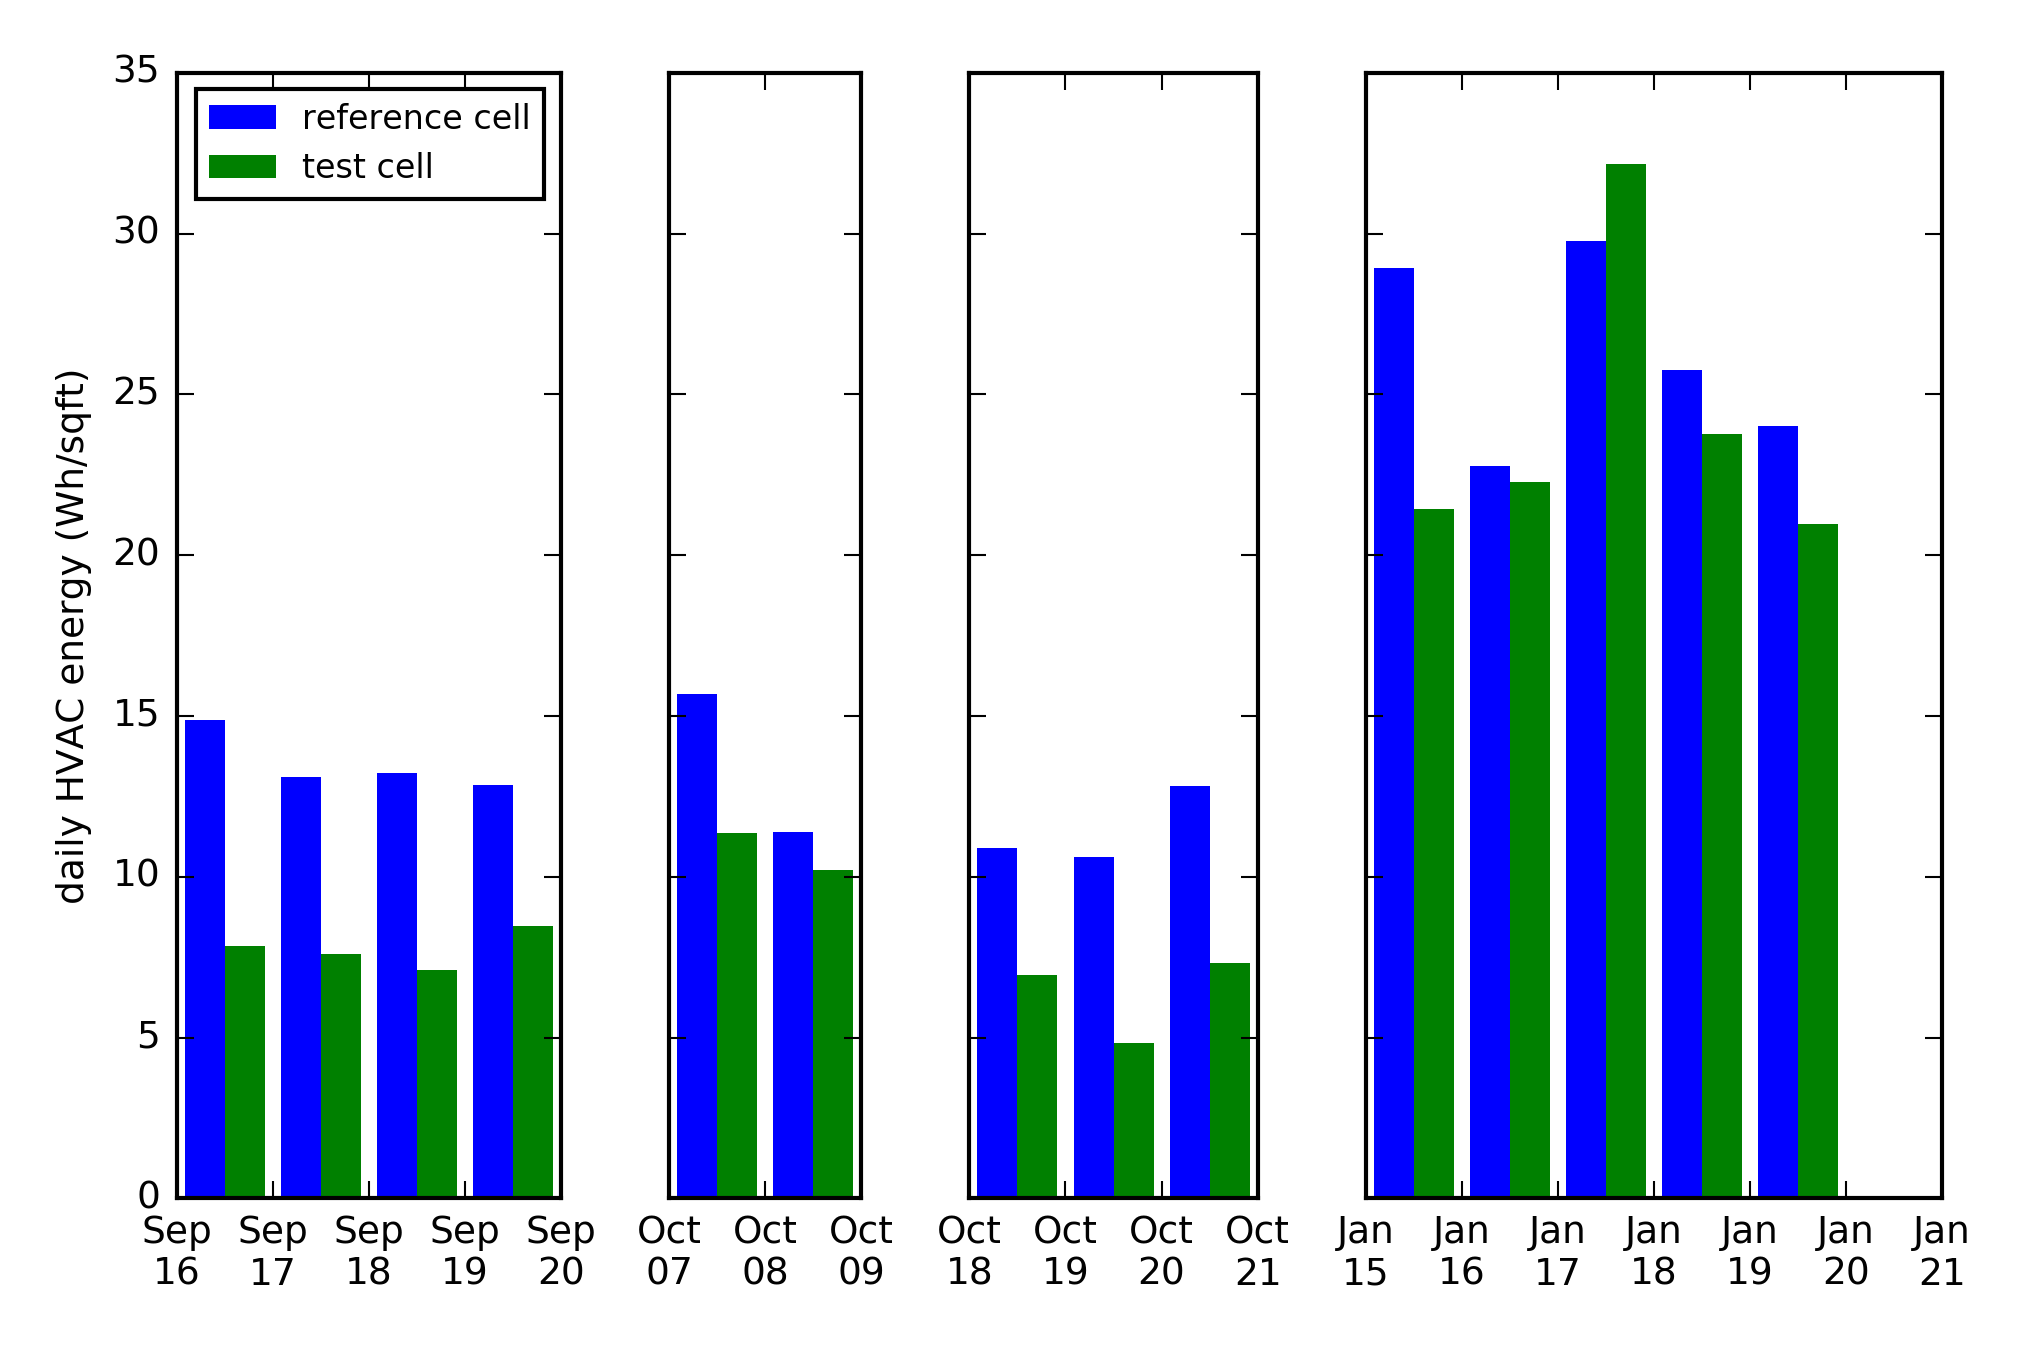 35
30
25
20
15
10
5
0
daily HVAC energy (Wh/sqft)
reference cell
test cell
Sep Sep Sep Sep Sep Oct Oct Oct Oct Oct Oct Oct Jan Jan Jan Jan Jan Jan Jan
16 17 18 19 20 07 08 09 18 19 20 21 15 16 17 18 19 20 21